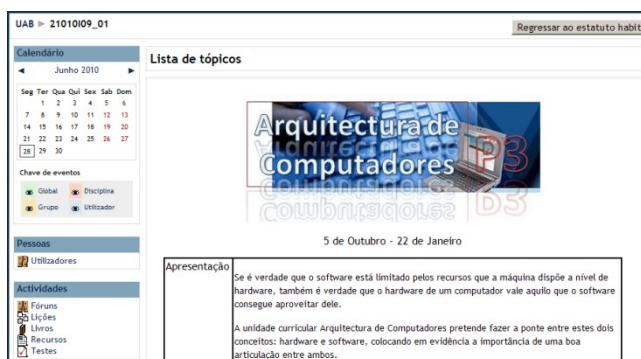 UAB ► 21010I09_01
Regressar ao estatuto habit
Calendário
◄ Junho 2010 ►
Seg Ter Qua Qui Sex Sab Dom
1 2 3 4 5 6
7 8 9 10 11 12 13
14 15 16 17 18 19 20
21 22 23 24 25 26 27
28 29 30
Chave de eventos
Global Disciplina
Grupo Utilizador
Pessoas
Utilizadores
Actividades
Fóruns
Lições
Livros
Recursos
Testes
Lista de tópicos
Arquitectura de
Computadores P3
5 de Outubro - 22 de Janeiro
Apresentação
Se é verdade que o software está limitado pelos recursos que a máquina dispõe a nível de
hardware, também é verdade que o hardware de um computador vale aquilo que o software
consegue aproveitar dele.
A unidade curricular Arquitectura de Computadores pretende fazer a ponte entre estes dois
conceitos: hardware e software, colocando em evidência a importância de uma boa
articulação entre ambos.